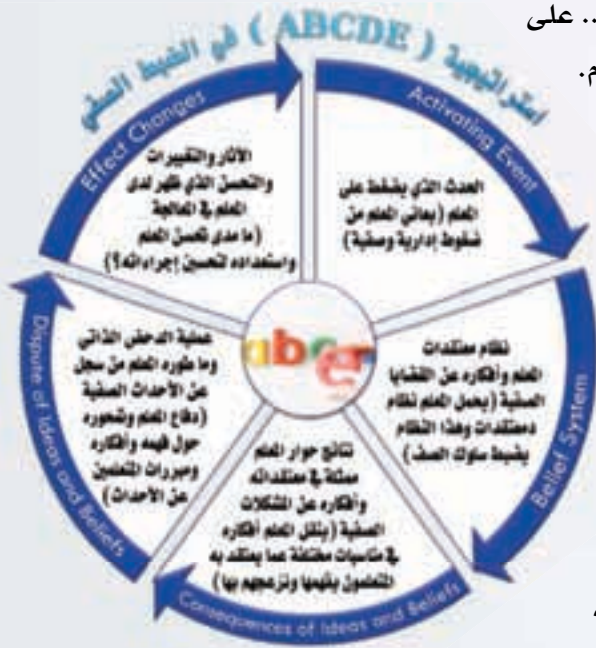 .. على
م.
استراتيجية ( ABCDE ) في الضبط الصفي
Activating Event
الحدث الذي يضغط على
المعلم (يعاني المعلم من
ضغوط إدارية وصفية)
Belief System
نظام معتقدات
المعلم وأفكاره عن القضايا
الصفية (يحمل المعلم نظام
معتقدات وهذا النظام
يضبط سلوك الصف)
Consequences of Ideas and Beliefs
نتائج حوار المعلم
ممثلة في معتقداته
وأفكاره عن المشكلات
الصفية (ينقل المعلم أفكاره
في مناسبات مختلفة عما يعتقد به
المتعلمون بفهمها وتزعجهم بها)
Dispute of Ideas and Beliefs
عملية الدحض الذاتي
وما طوره المعلم من سجل
عن الأحداث الصفية
(دفاع المعلم وشعوره
حول فهمه وأفكاره
ومبررات المتعلمين
عن الأحداث)
Effect Changes
الآثار والتغييرات
والتحسن الذي ظهر لدى
المعلم في المعالجة
(ما مدى تحسن المعلم
واستعداده لتحسين إجراءاته؟)